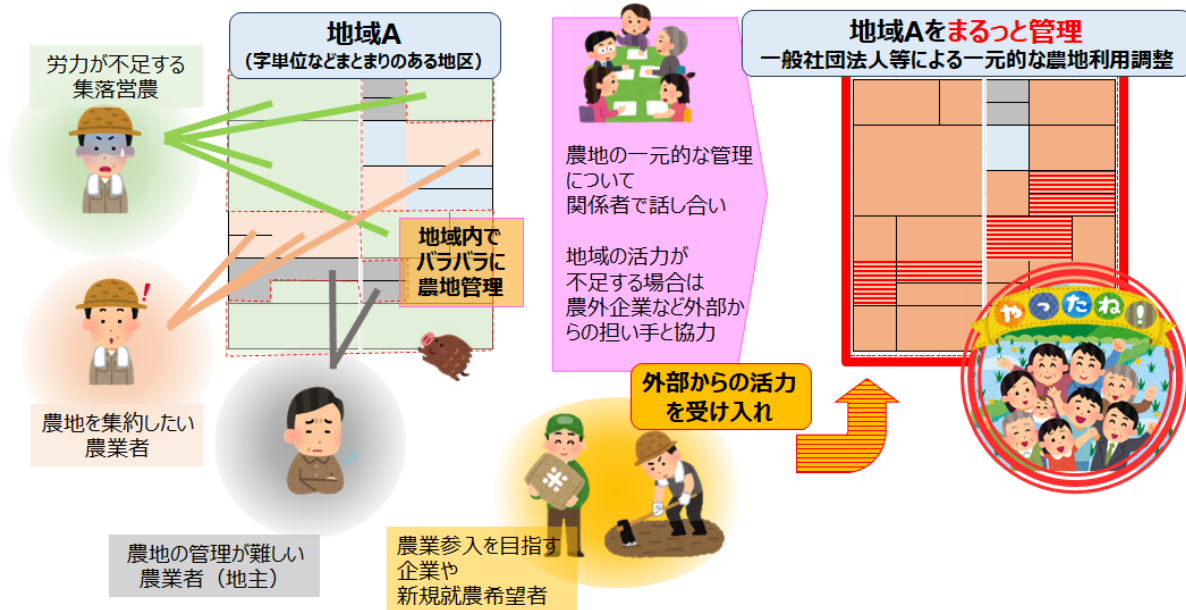 地域A
(字単位などまとまりのある地区)
労力が不足する
集落営農
地域内で
バラバラに
農地管理
農地を集約したい
農業者
農地の管理が難しい
農業者（地主）
農地の一元的な管理
について
関係者で話し合い
地域の活力が
不足する場合は
農外企業など外部か
らの担い手と協力
外部からの活力
を受け入れ
米
農業参入を目指す
企業や
新規就農希望者
地域Aをまるっと管理
一般社団法人等による一元的な農地利用調整
やったね！